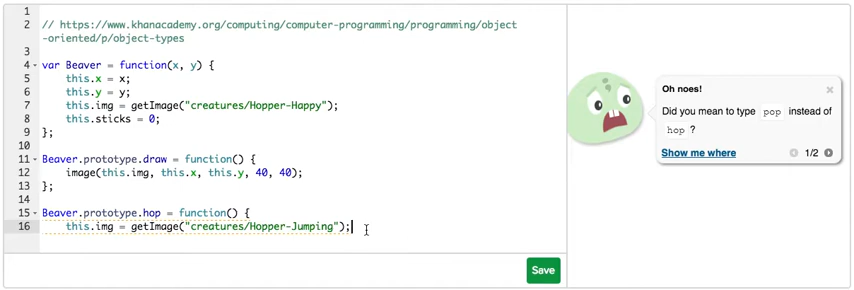 1
2 // https://www.khanacademy.org/computing/computer-programming/programming/object
-oriented/p/object-types
3
4 var Beaver = function(x, y) {
5 this.x = x;
6 this.y = y;
7 this.img = getImage("creatures/Hopper-Happy");
8 this.sticks = 0;
9 };
10
11 Beaver.prototype.draw = function() {
12 image(this.img, this.x, this.y, 40, 40);
13 };
14
15 Beaver.prototype.hop = function() {
16 this.img = getImage("creatures/Hopper-Jumping");
Oh noes!
Did you mean to type pop instead of
hop ?
Show me where 1/2
Save